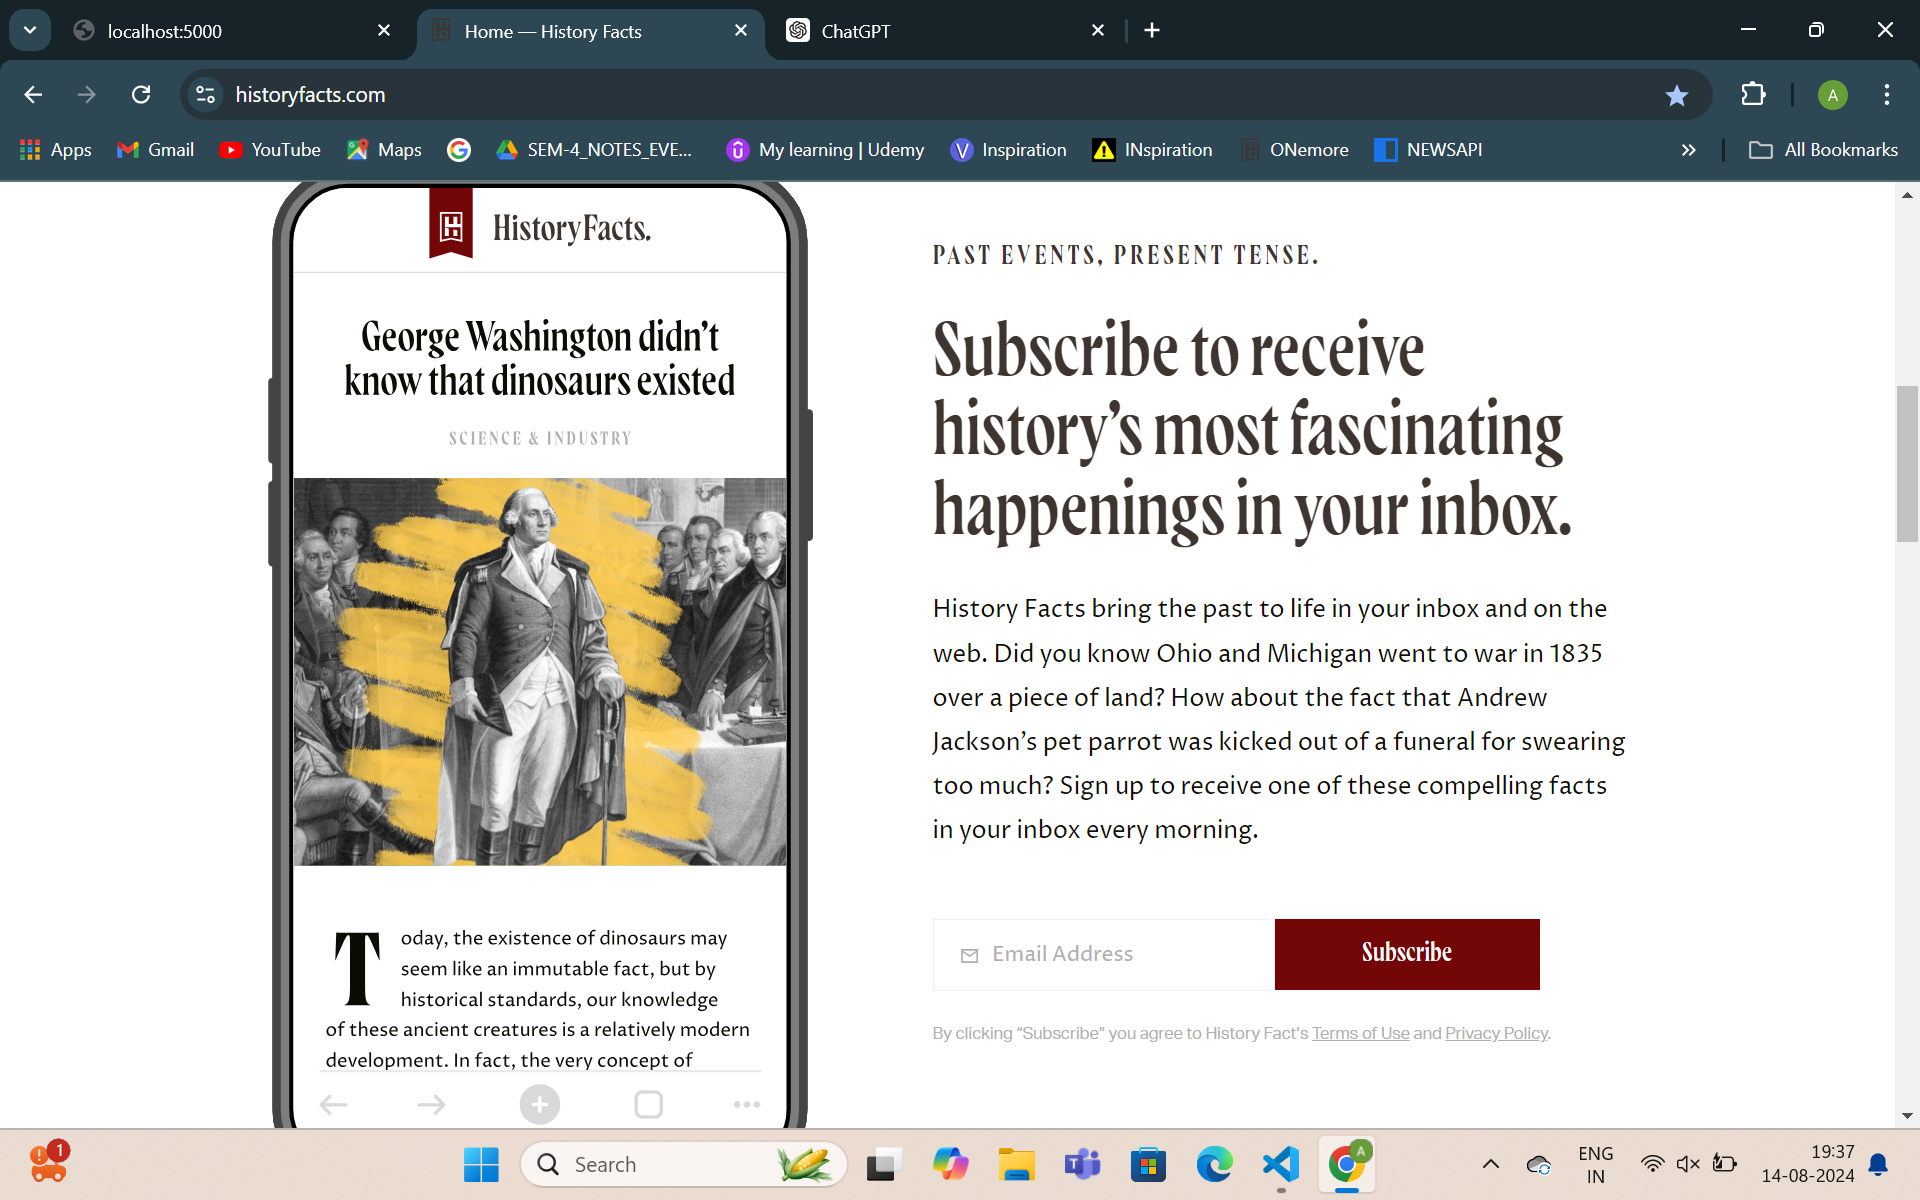 localhost:5000
Home — History Facts
ChatGPT
historyfacts.com
A
Apps
Gmail
YouTube
Maps
SEM-4_NOTES_EVE...
My learning | Udemy
Inspiration
INspiration
ONemore
NEWSAPI
All Bookmarks
HistoryFacts.
George Washington didn’t
know that dinosaurs existed
SCIENCE & INDUSTRY
Today, the existence of dinosaurs may
seem like an immutable fact, but by
historical standards, our knowledge
of these ancient creatures is a relatively modern
development. In fact, the very concept of
PAST EVENTS, PRESENT TENSE.
Subscribe to receive
history’s most fascinating
happenings in your inbox.
History Facts bring the past to life in your inbox and on the
web. Did you know Ohio and Michigan went to war in 1835
over a piece of land? How about the fact that Andrew
Jackson’s pet parrot was kicked out of a funeral for swearing
too much? Sign up to receive one of these compelling facts
in your inbox every morning.
Email Address
Subscribe
By clicking “Subscribe” you agree to History Fact’s Terms of Use and Privacy Policy.
1
Search
A
ENG
IN
19:37
14-08-2024